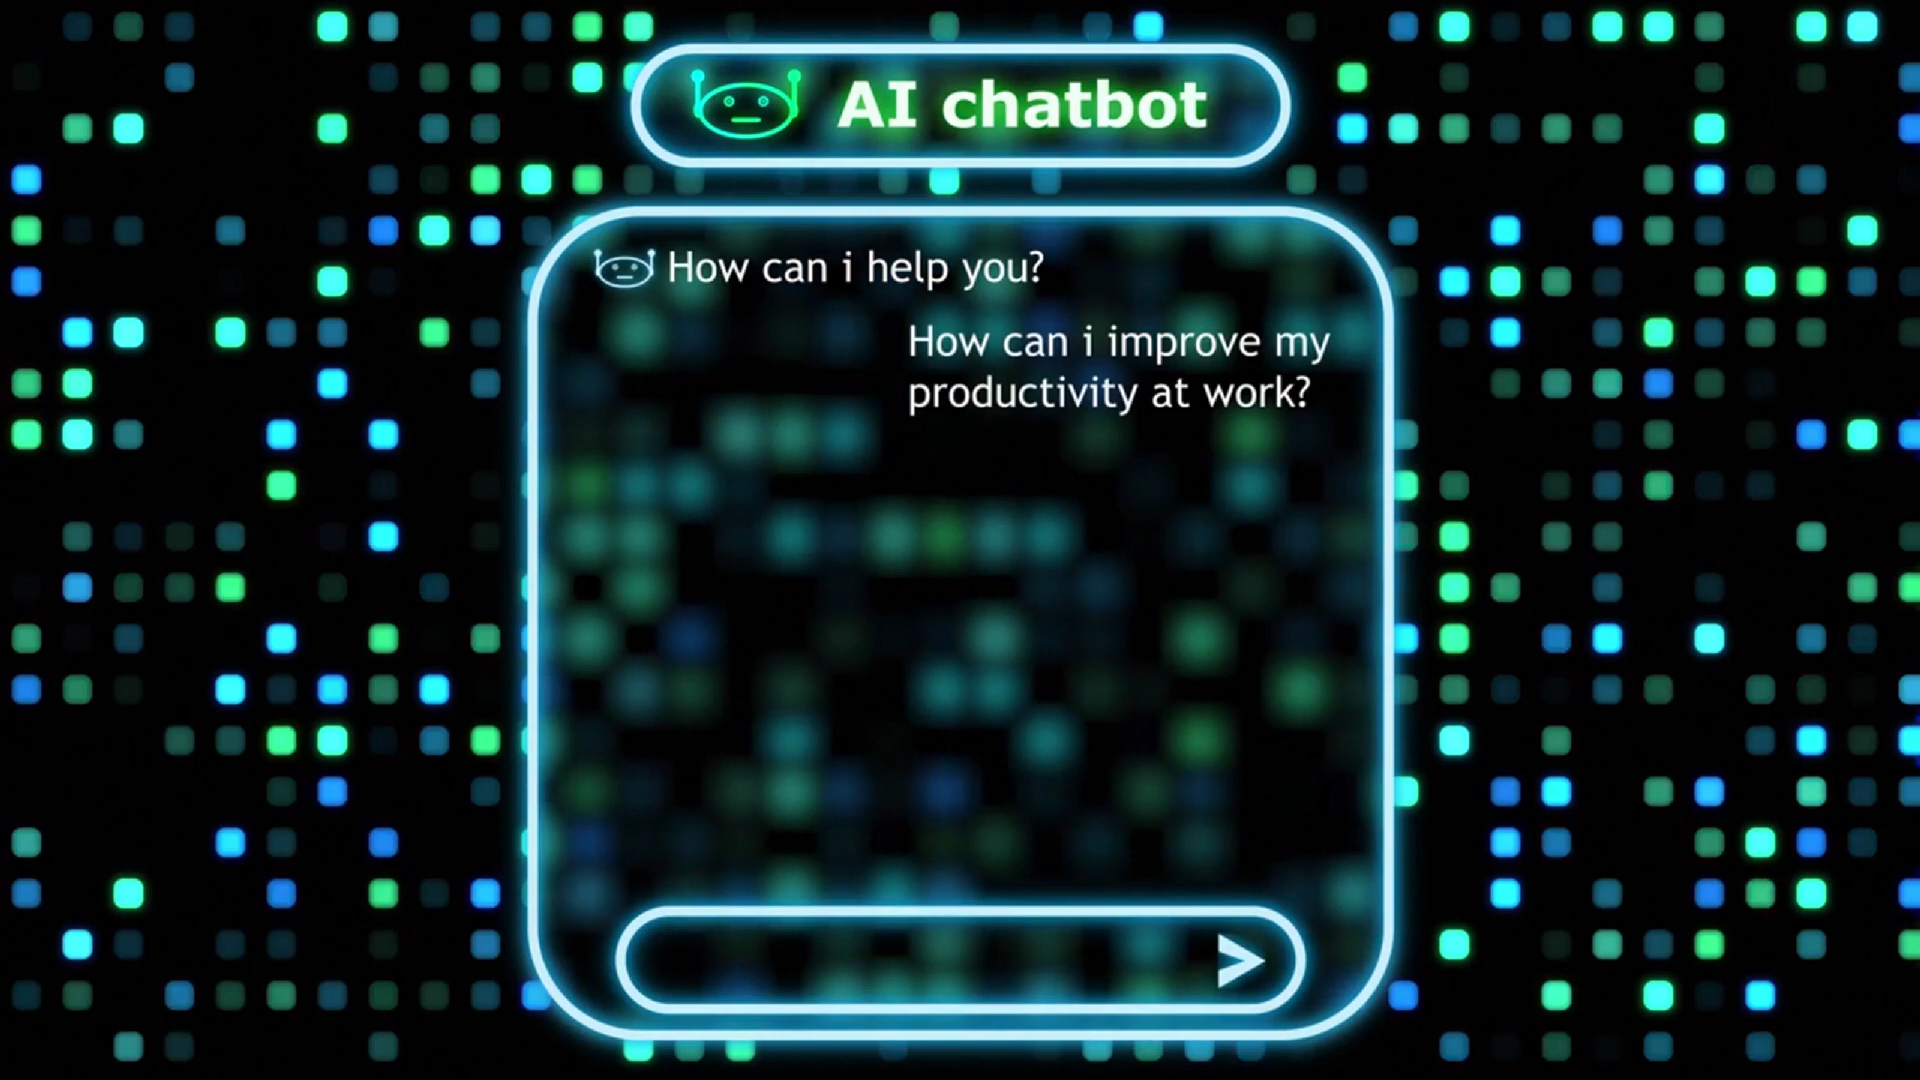 AI chatbot
How can i help you?
How can i improve my
productivity at work?